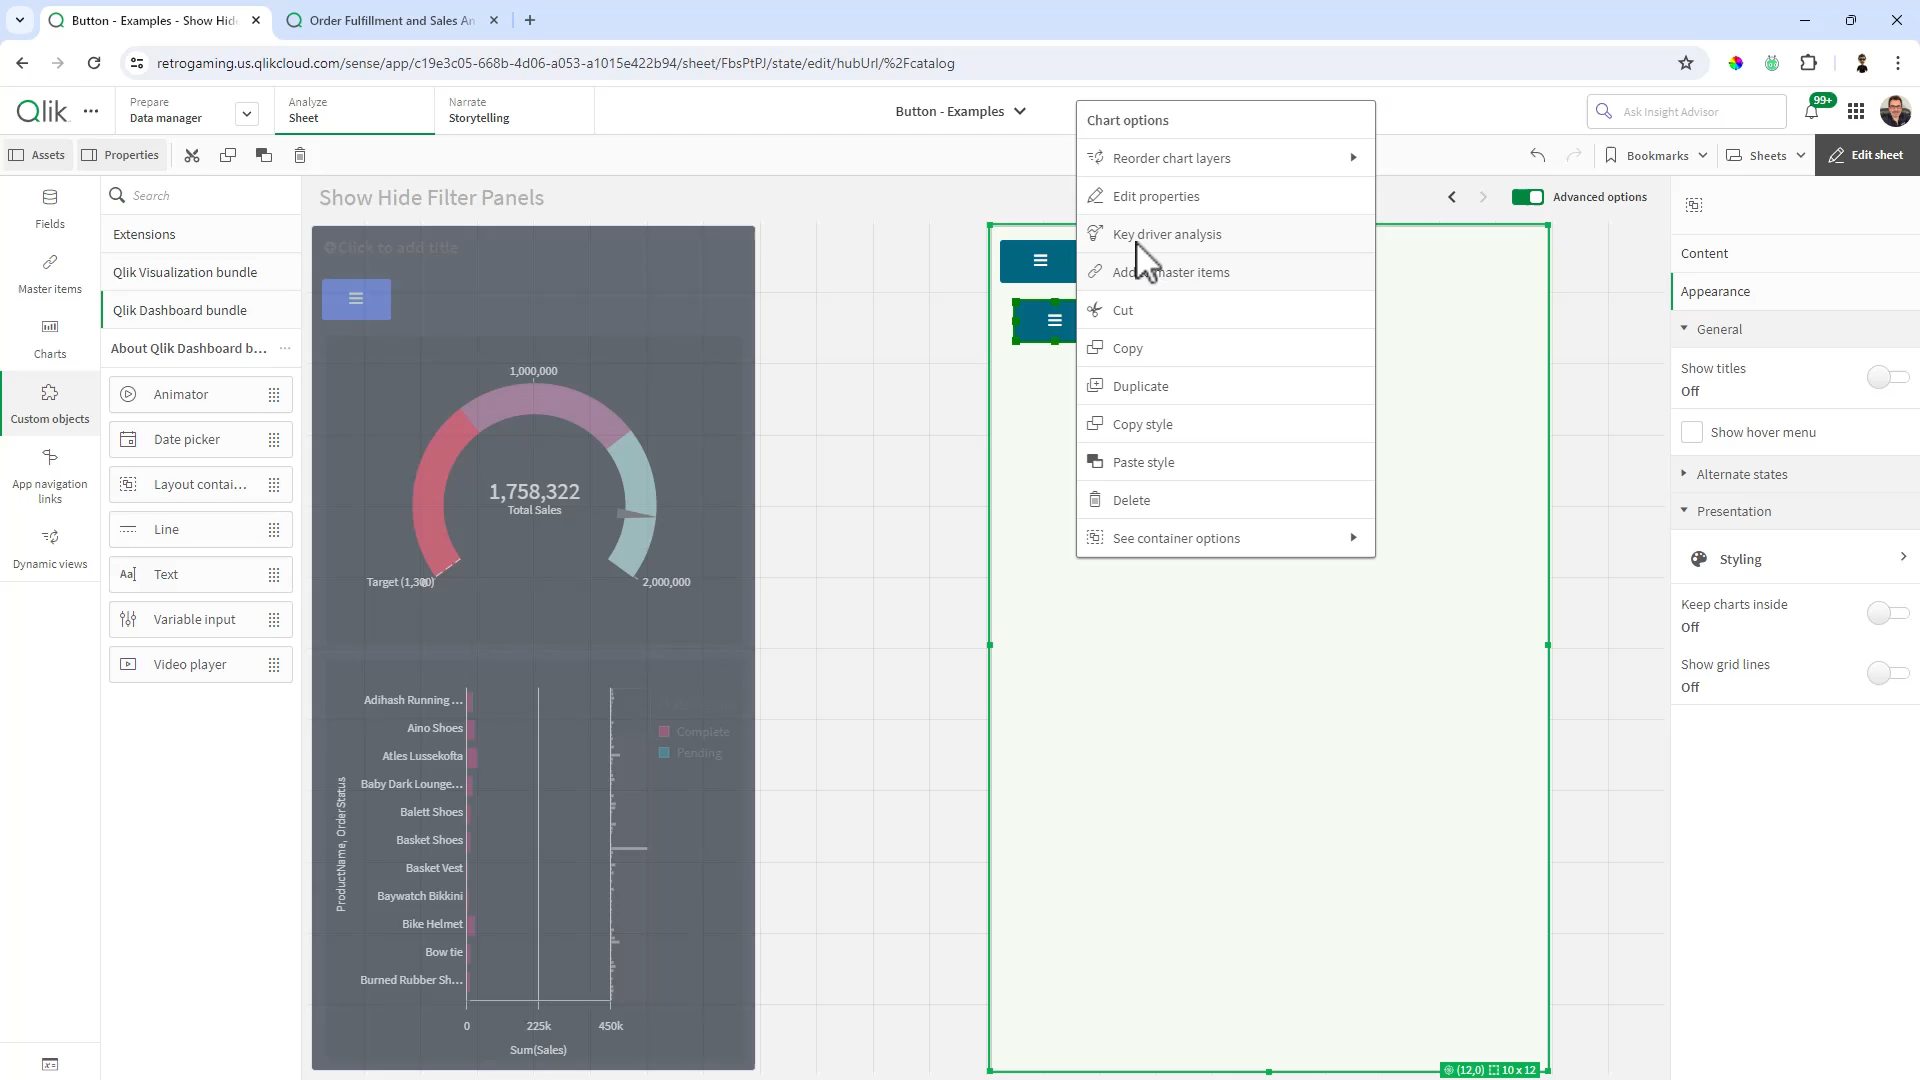 Button - Examples - Show Hide
Order Fulfillment and Sales An
retrogaming.us.qlikcloud.com/sense/app/c19e3c05-668b-4d06-a053-a1015e422b94/sheet/FbsPtPJ/state/edit/hubUrl/%2Fcatalog
Qlik
Prepare
Data manager
Analyze
Sheet
Narrate
Storytelling
Button - Examples
Ask Insight Advisor
99+
Assets
Properties
Bookmarks
Sheets
Edit sheet
Fields
Master items
Charts
Custom objects
App navigation
links
Dynamic views
Search
Extensions
Qlik Visualization bundle
Qlik Dashboard bundle
About Qlik Dashboard b...
Animator
Date picker
Layout contai...
Line
Text
Variable input
Video player
Show Hide Filter Panels
Advanced options
Click to add title
1,000,000
1,758,322
Total Sales
Target (1,300)
2,000,000
Adihash Running ...
Aino Shoes
Atles Lussekofta
Baby Dark Lounge...
Balett Shoes
Basket Shoes
Basket Vest
Baywatch Bikkini
Bike Helmet
Bow tie
Burned Rubber Sh...
ProductName, OrderStatus
Complete
Pending
0
225k
450k
Sum(Sales)
Chart options
Reorder chart layers
Edit properties
Key driver analysis
Add master items
Cut
Copy
Duplicate
Copy style
Paste style
Delete
See container options
(12,0) 10 x 12
Content
Appearance
General
Show titles
Off
Show hover menu
Alternate states
Presentation
Styling
Keep charts inside
Off
Show grid lines
Off